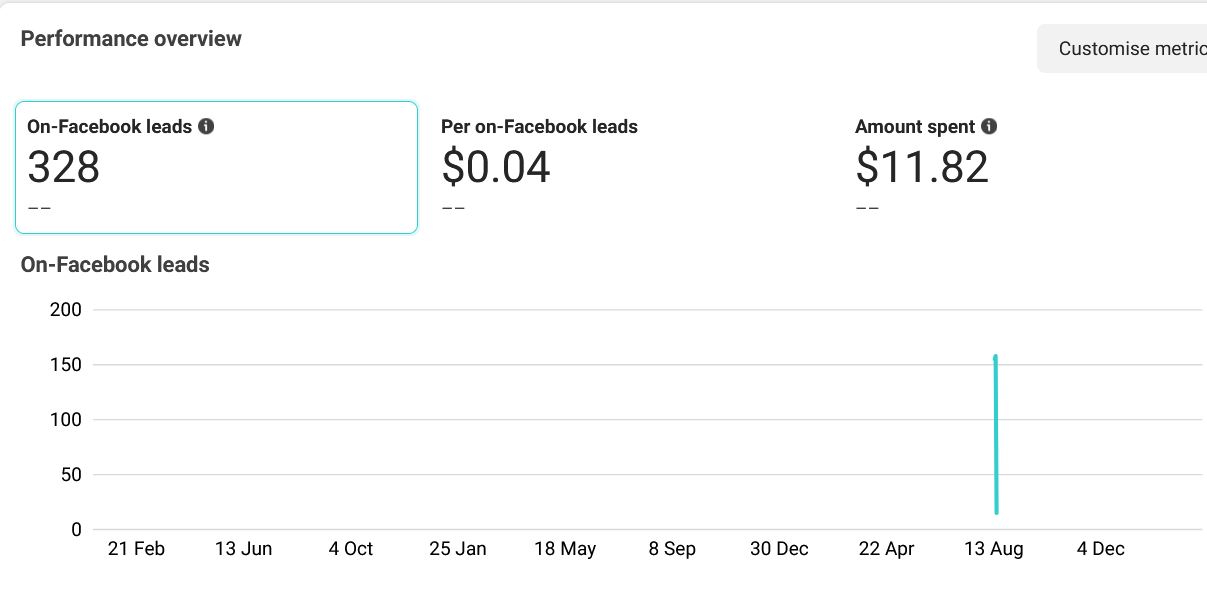 Performance overview
Customise metric
On-Facebook leads
328
––
Per on-Facebook leads
$0.04
––
Amount spent
$11.82
––
On-Facebook leads
200
150
100
50
0
21 Feb 13 Jun 4 Oct 25 Jan 18 May 8 Sep 30 Dec 22 Apr 13 Aug 4 Dec